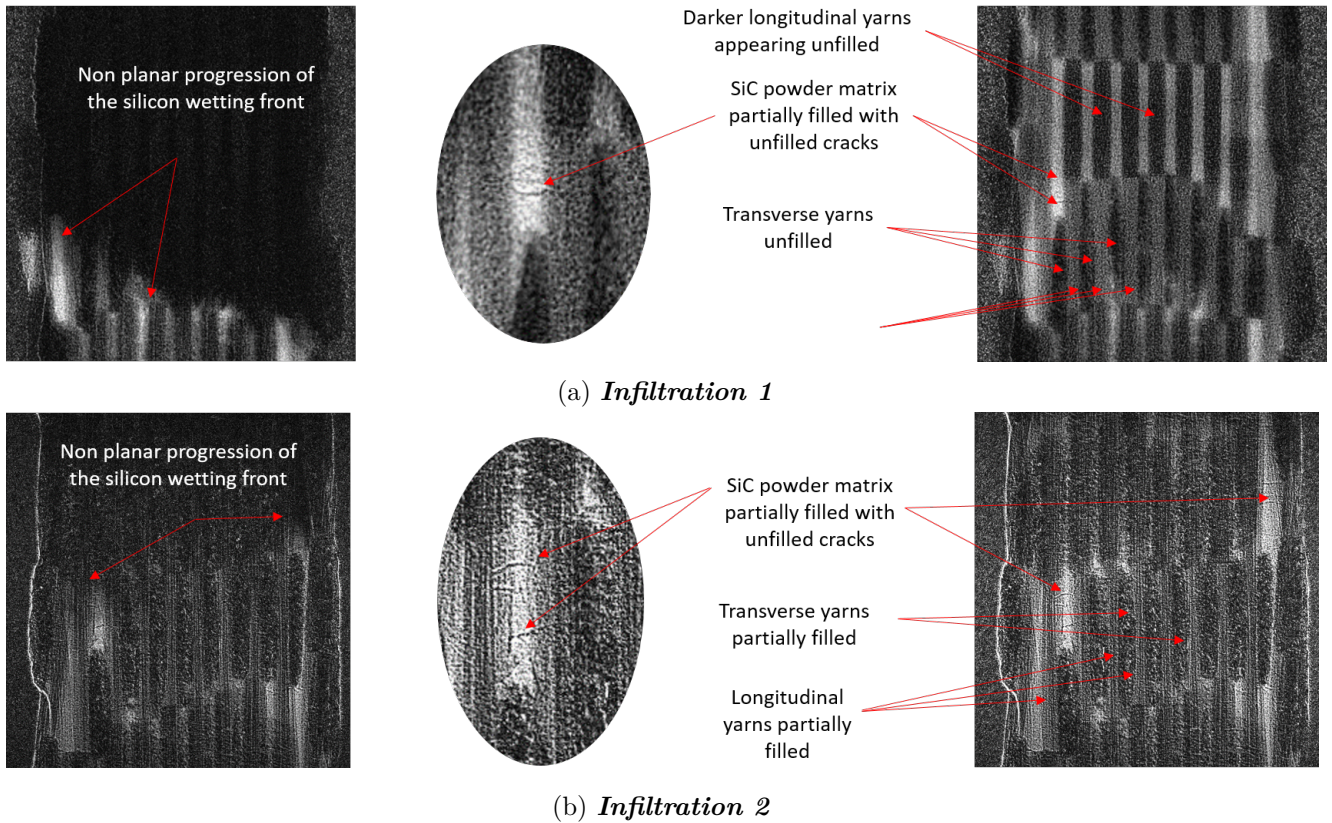 Non planar progression of
the silicon wetting front
Darker longitudinal yarns
appearing unfilled
SiC powder matrix
partially filled with
unfilled cracks
Transverse yarns
unfilled
(a) Infiltration 1
Non planar progression of
the silicon wetting front
SiC powder matrix
partially filled with
unfilled cracks
Transverse yarns
partially filled
Longitudinal
yarns partially
filled
(b) Infiltration 2